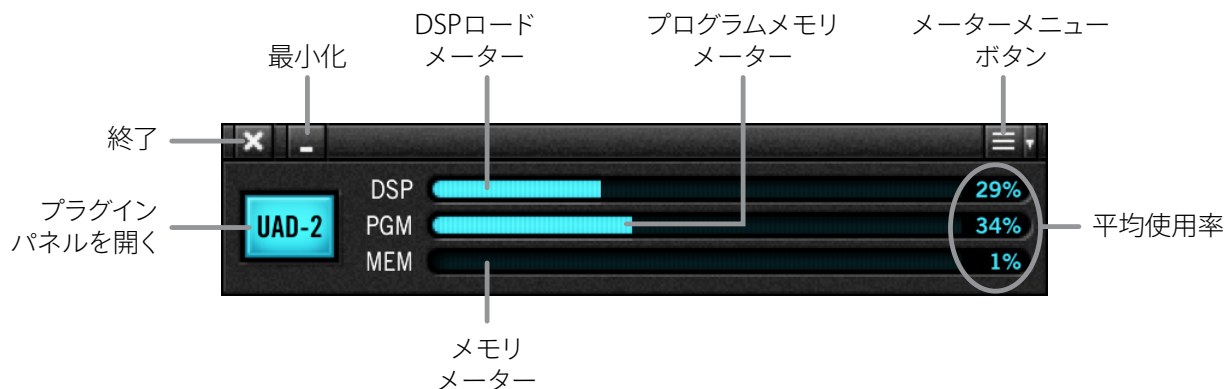 DSPロード
メーター
プログラムメモリ
メーター
メーターメニュー
ボタン
最小化
終了
プラグイン
パネルを開く
UAD-2
DSP
29%
PGM
34%
MEM
1%
平均使用率
メモリ
メーター